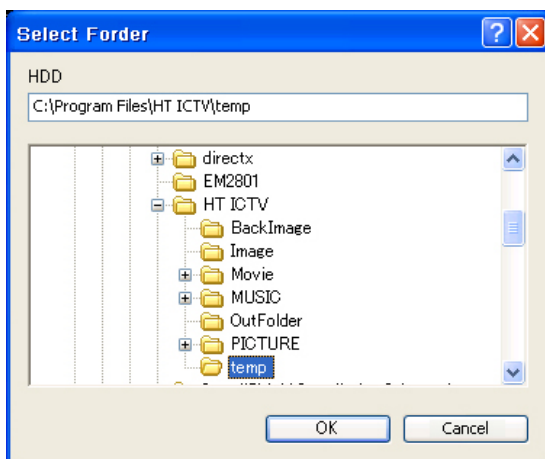 Select Forder
HDD
C:\Program Files\HT ICTV\temp
directx
EM2801
HT ICTV
BackImage
Image
Movie
MUSIC
OutFolder
PICTURE
temp
OK
Cancel